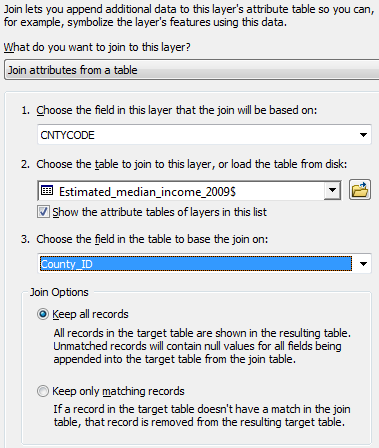 Join lets you append additional data to this layer's attribute table so you can,
for example, symbolize the layer's features using this data.
What do you want to join to this layer?
Join attributes from a table
1. Choose the field in this layer that the join will be based on:
CNTYCODE
2. Choose the table to join to this layer, or load the table from disk:
Estimated_median_income_2009$
Show the attribute tables of layers in this list
3. Choose the field in the table to base the join on:
County_ID
Join Options
Keep all records
All records in the target table are shown in the resulting table.
Unmatched records will contain null values for all fields being
appended into the target table from the join table.
Keep only matching records
If a record in the target table doesn't have a match in the join
table, that record is removed from the resulting target table.